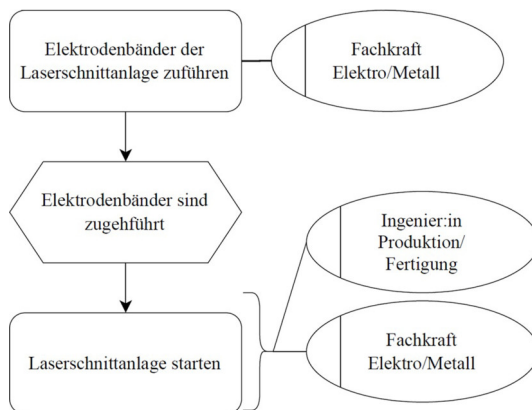 Elektrodenbänder der
Laserschnittanlage zuführen
Fachkraft
Elektro/Metall
Elektrodenbänder sind
zugehführt
Ingenier:in
Produktion/
Fertigung
Laserschnittanlage starten
Fachkraft
Elektro/Metall